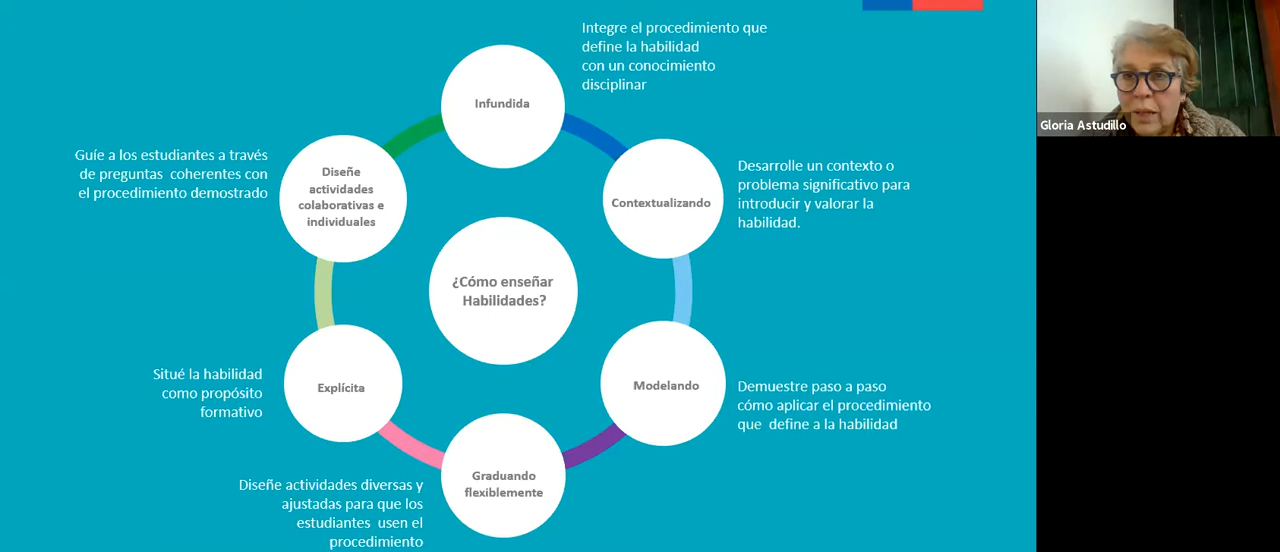 Integre el procedimiento que
define la habilidad
con un conocimiento
disciplinar
Infundida
Gloria Astudillo
Guíe a los estudiantes a través
de preguntas coherentes con
el procedimiento demostrado
Diseñe
actividades
colaborativas e
individuales
Contextualizando
Desarrolle un contexto o
problema significativo para
introducir y valorar la
habilidad.
¿Cómo enseñar
Habilidades?
Situé la habilidad
como propósito
formativo
Explícita
Modelando
Demuestre paso a paso
cómo aplicar el procedimiento
que define a la habilidad
Graduando
flexiblemente
Diseñe actividades diversas y
ajustadas para que los
estudiantes usen el
procedimiento